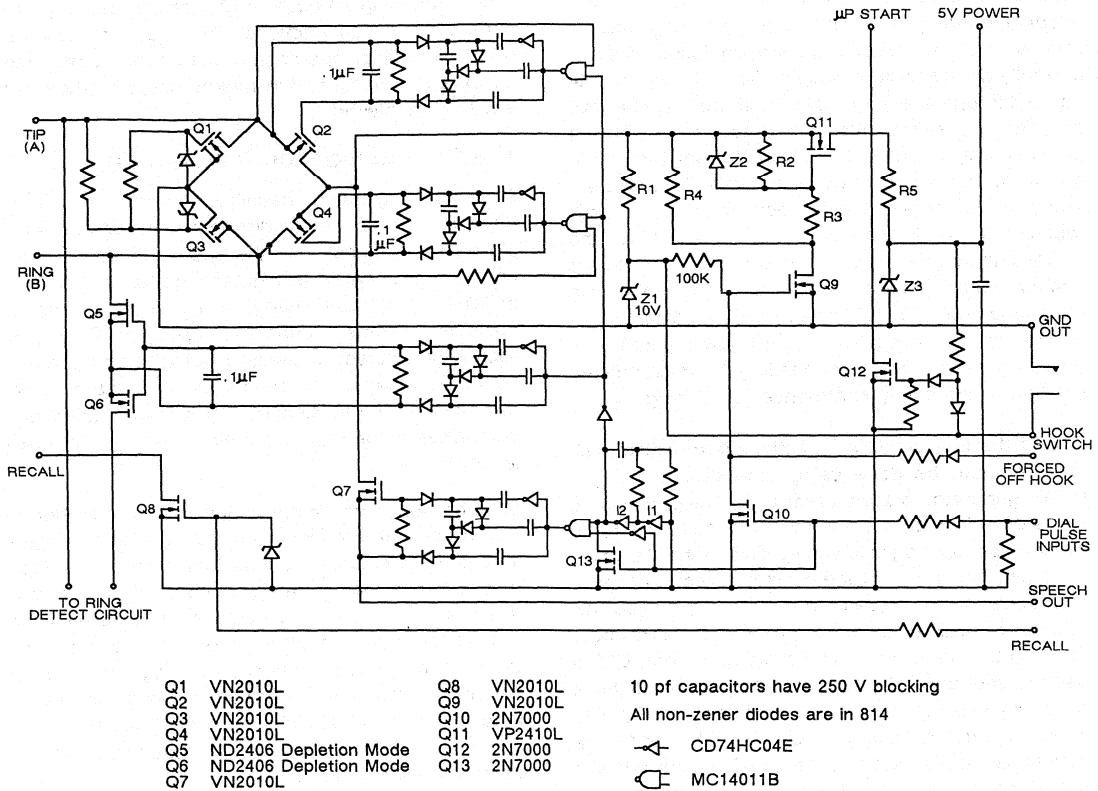 µP START
5V POWER
.1µF
TIP
(A)
Q1
Q2
Q11
Z2
R2
R1
R4
R5
R3
Q4
.1
µF
Q3
RING
(B)
100K
Z1
10V
Q9
Z3
Q5
GND
OUT
.1µF
Q12
Q6
HOOK
SWITCH
RECALL
FORCED
OFF HOOK
Q7
Q8
I2
I1
Q10
DIAL
PULSE
INPUTS
Q13
TO RING
DETECT CIRCUIT
SPEECH
OUT
RECALL
Q1 VN2010L
Q2 VN2010L
Q3 VN2010L
Q4 VN2010L
Q5 ND2406 Depletion Mode
Q6 ND2406 Depletion Mode
Q7 VN2010L
Q8 VN2010L
Q9 VN2010L
Q10 2N7000
Q11 VP2410L
Q12 2N7000
Q13 2N7000
10 pf capacitors have 250 V blocking
All non-zener diodes are in 814
CD74HC04E
MC14011B